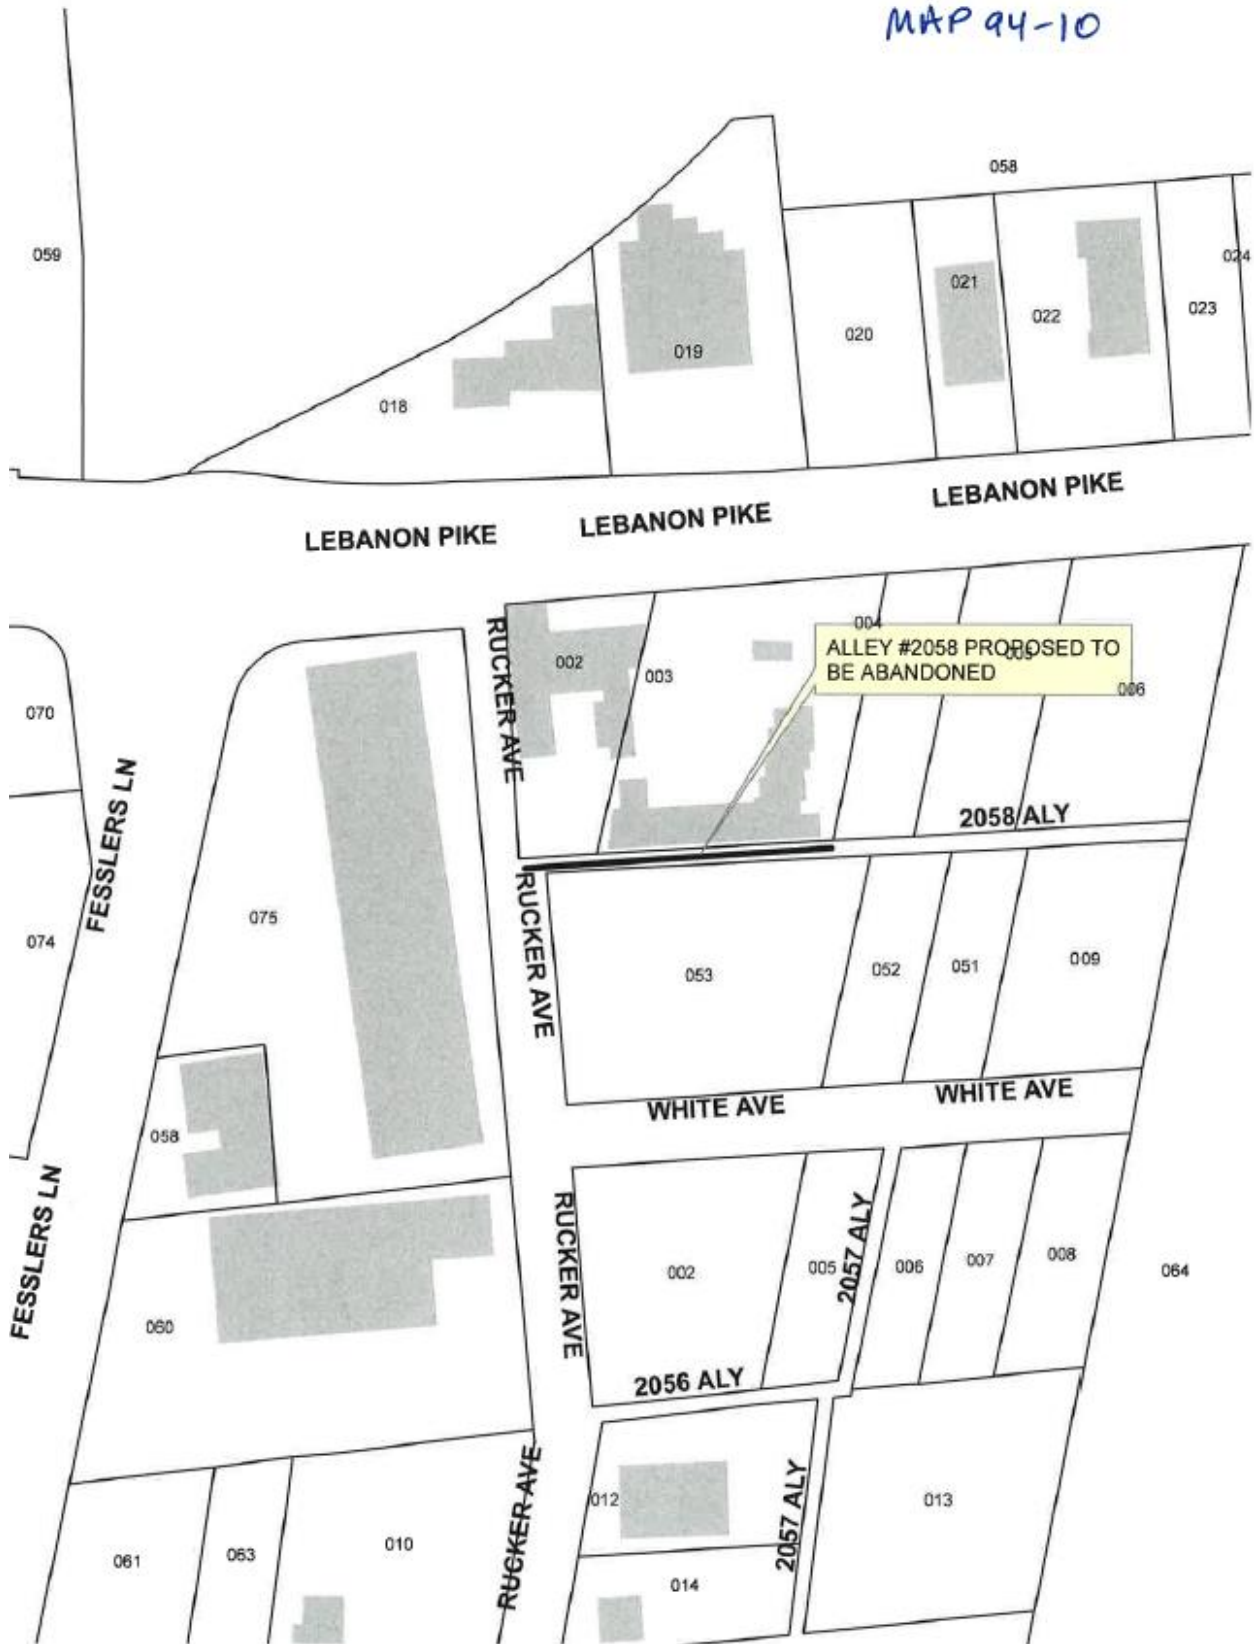 MAP 94-10
058
059
024
021
023
022
020
019
018
LEBANON PIKE
LEBANON PIKE
LEBANON PIKE
004
ALLEY #2058 PROPOSED TO
BE ABANDONED
005
006
002
003
RUCKER AVE
070
FESSLERS LN
2058 ALY
075
074
RUCKER AVE
053
052
051
009
WHITE AVE
WHITE AVE
058
FESSLERS LN
RUCKER AVE
002
005
2057 ALY
006
007
008
064
060
2056 ALY
RUCKER AVE
012
2057 ALY
013
061
063
010
014